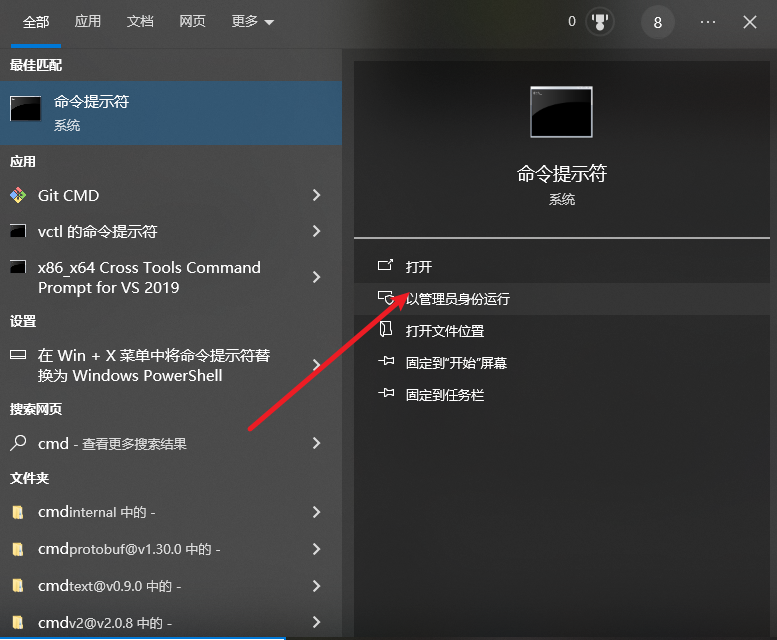 全部 应用 文档 网页 更多 0 8 ···
最佳匹配
命令提示符
系统
应用
Git CMD
vctl 的命令提示符
x86_x64 Cross Tools Command
Prompt for VS 2019
设置
在 Win + X 菜单中将命令提示符替
换为 Windows PowerShell
搜索网页
cmd - 查看更多搜索结果
文件夹
cmdinternal 中的 -
cmdprotobuf@v1.30.0 中的 -
cmdtext@v0.9.0 中的 -
cmdv2@v2.0.8 中的 -
命令提示符
系统
打开
以管理员身份运行
打开文件位置
固定到“开始”屏幕
固定到任务栏